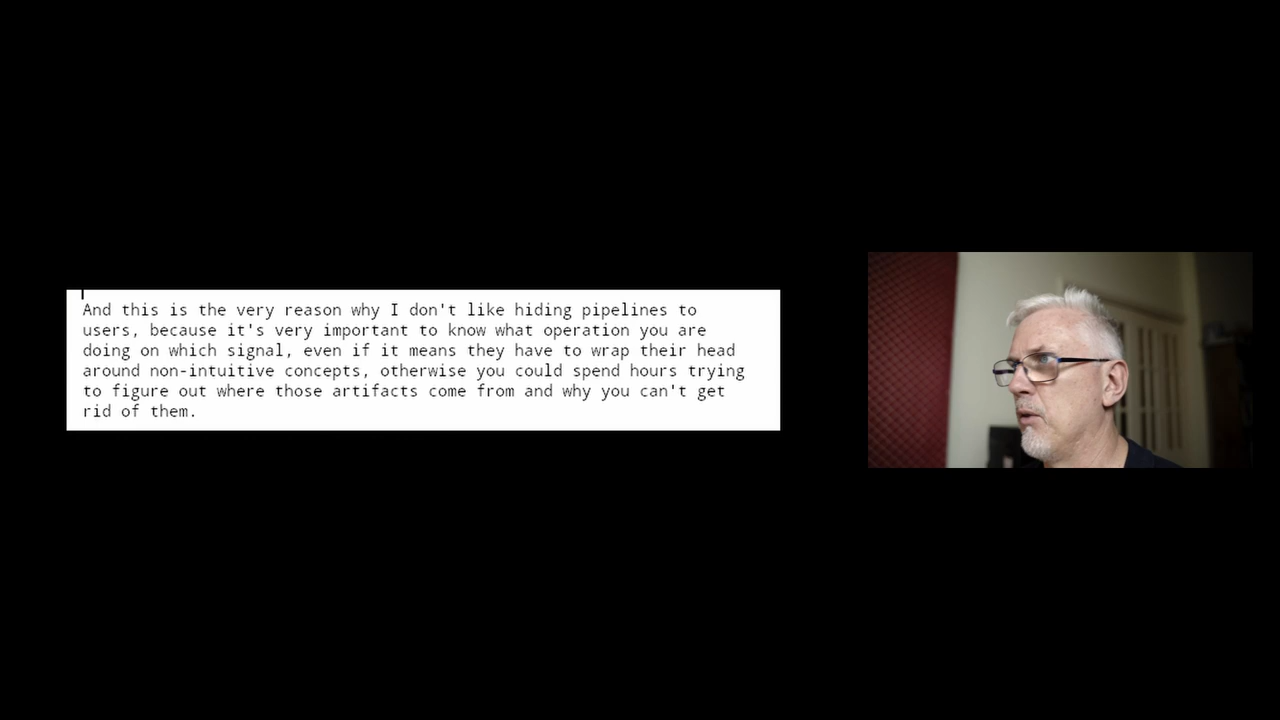 And this is the very reason why I don't like hiding pipelines to
users, because it's very important to know what operation you are
doing on which signal, even if it means they have to wrap their head
around non-intuitive concepts, otherwise you could spend hours trying
to figure out where those artifacts come from and why you can't get
rid of them.